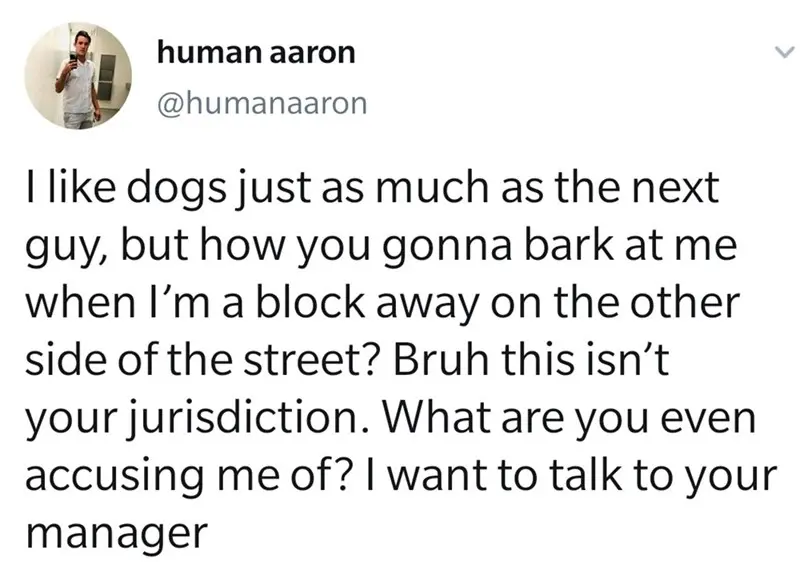 human aaron
@humanaaron
I like dogs just as much as the next
guy, but how you gonna bark at me
when I’m a block away on the other
side of the street? Bruh this isn’t
your jurisdiction. What are you even
accusing me of? I want to talk to your
manager